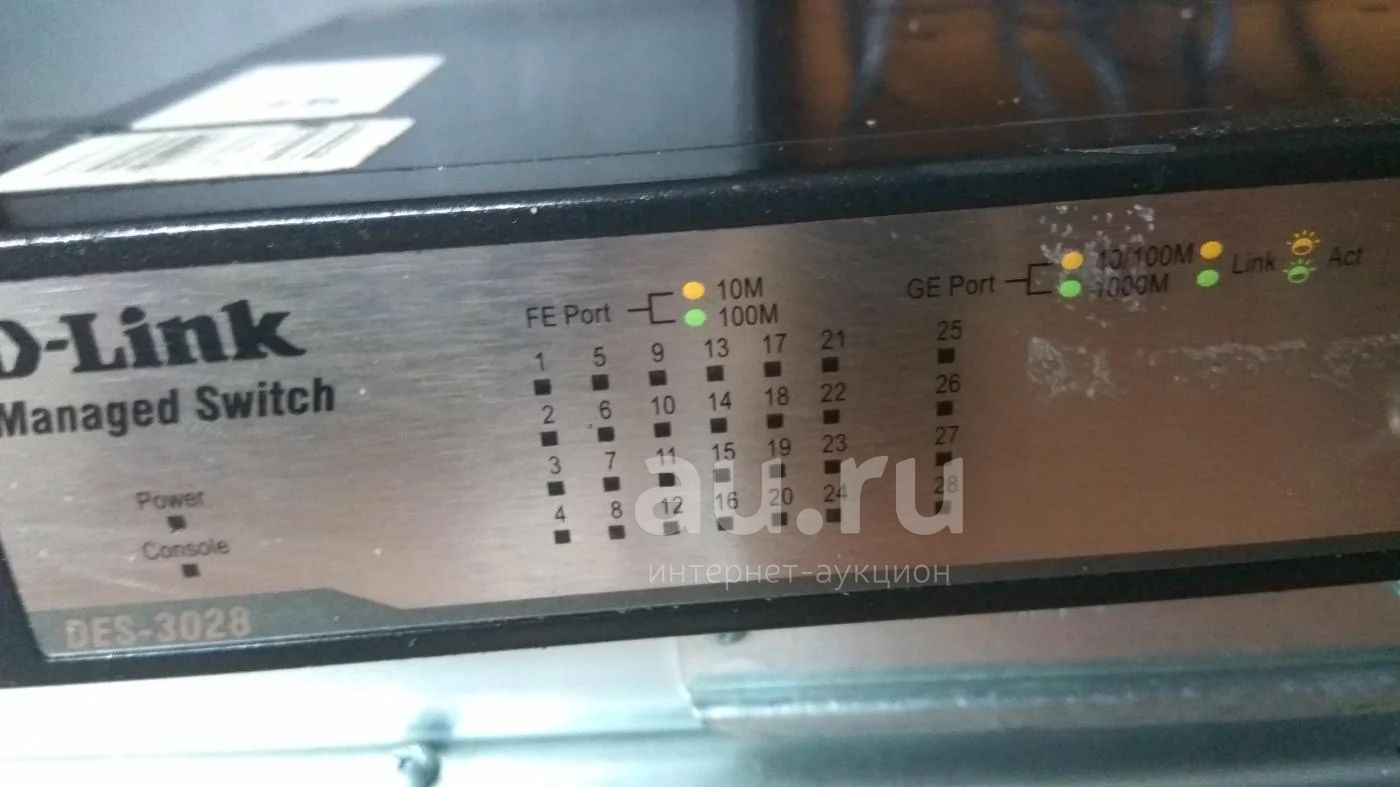 D-Link
Managed Switch
Power
Console
DES-3028
FE Port 10M
100M
GE Port 10/100M Link Act
1000M
1 5 9 13 17 21 25
2 6 10 14 18 22 26
3 7 11 15 19 23 27
4 8 12 16 20 24 28
au.ru
интернет-аукцион